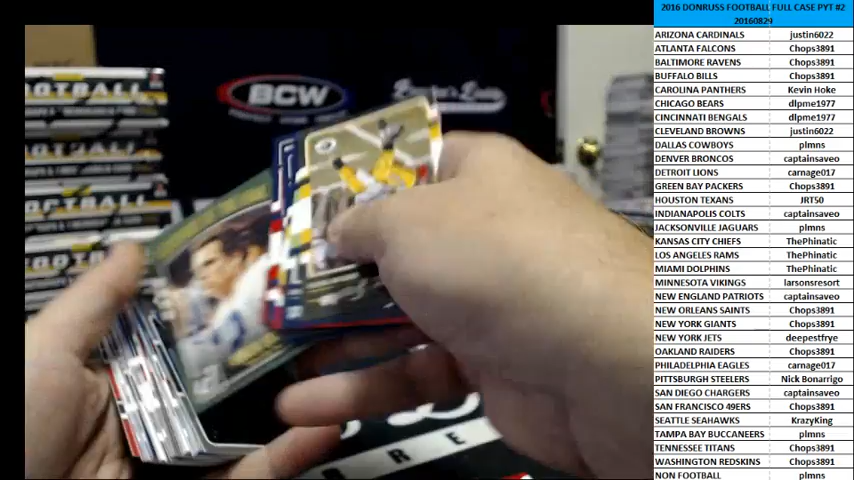 2016 DONRUSS FOOTBALL FULL CASE PYT #2
20160829
ARIZONA CARDINALS justin6022
ATLANTA FALCONS Chops3891
BALTIMORE RAVENS Chops3891
BUFFALO BILLS Chops3891
CAROLINA PANTHERS Kevin Hoke
CHICAGO BEARS dlpme1977
CINCINNATI BENGALS dlpme1977
CLEVELAND BROWNS justin6022
DALLAS COWBOYS plmns
DENVER BRONCOS captainsaveo
DETROIT LIONS carnage017
GREEN BAY PACKERS Chops3891
HOUSTON TEXANS JRT50
INDIANAPOLIS COLTS captainsaveo
JACKSONVILLE JAGUARS plmns
KANSAS CITY CHIEFS ThePhinatic
LOS ANGELES RAMS ThePhinatic
MIAMI DOLPHINS ThePhinatic
MINNESOTA VIKINGS larsonsresort
NEW ENGLAND PATRIOTS captainsaveo
NEW ORLEANS SAINTS Chops3891
NEW YORK GIANTS Chops3891
NEW YORK JETS deepestfrye
OAKLAND RAIDERS Chops3891
PHILADELPHIA EAGLES carnage017
PITTSBURGH STEELERS Nick Bonarrigo
SAN DIEGO CHARGERS captainsaveo
SAN FRANCISCO 49ERS Chops3891
SEATTLE SEAHAWKS KrazyKing
TAMPA BAY BUCCANEERS plmns
TENNESSEE TITANS Chops3891
WASHINGTON REDSKINS Chops3891
NON FOOTBALL plmns
BCW